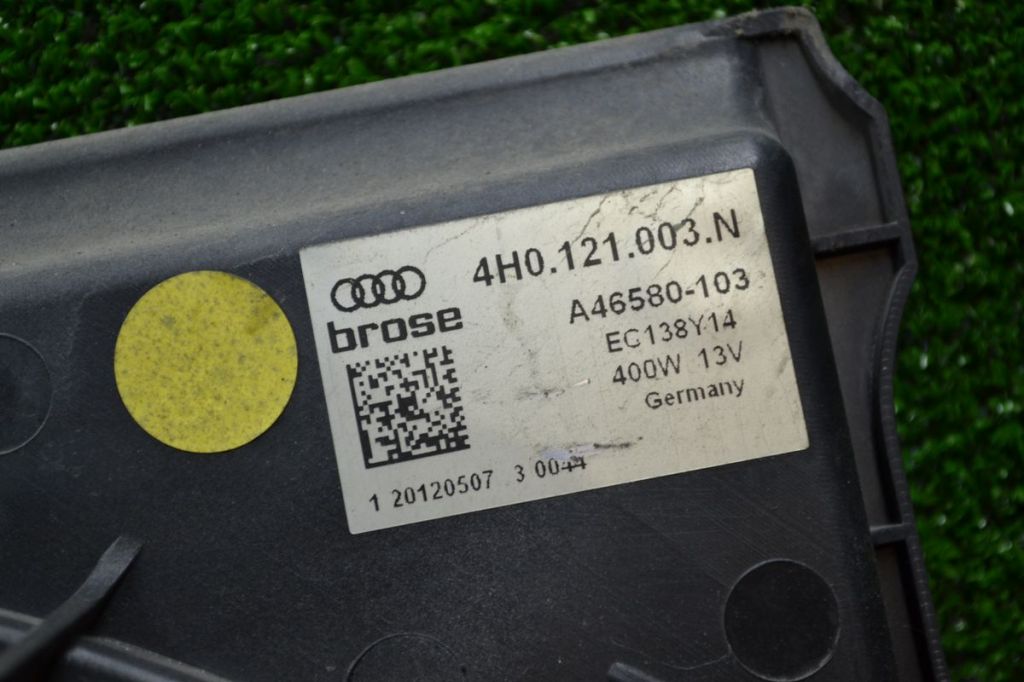 4H0.121.003.N
brose
A46580-103
EC138Y14
400W 13V
Germany
1 20120507 3 0044